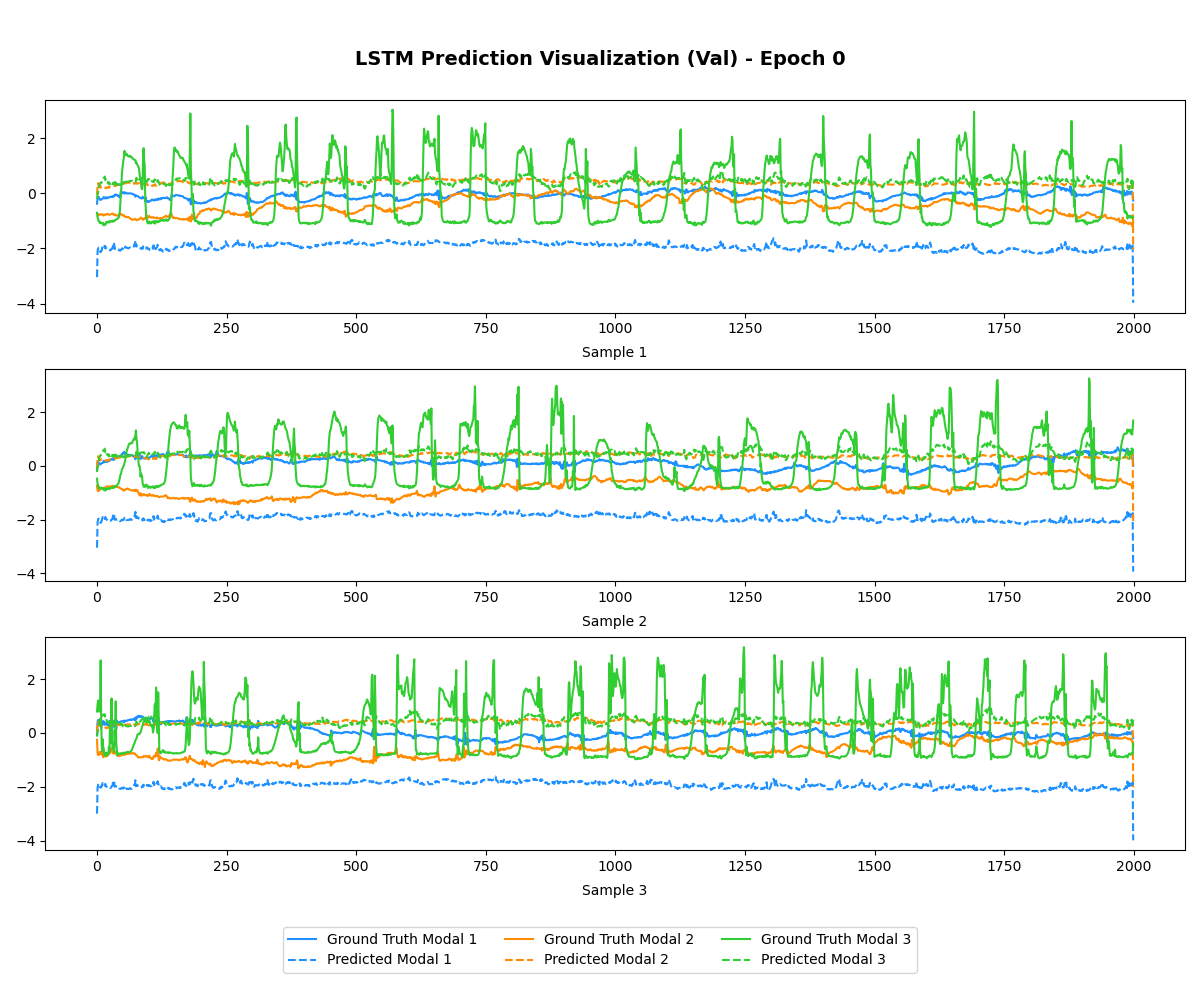 LSTM Prediction Visualization (Val) - Epoch 0
2
0
−2
−4
0 250 500 750 1000 1250 1500 1750 2000
Sample 1
2
0
−2
−4
0 250 500 750 1000 1250 1500 1750 2000
Sample 2
2
0
−2
−4
0 250 500 750 1000 1250 1500 1750 2000
Sample 3
Ground Truth Modal 1 Ground Truth Modal 2 Ground Truth Modal 3
Predicted Modal 1 Predicted Modal 2 Predicted Modal 3